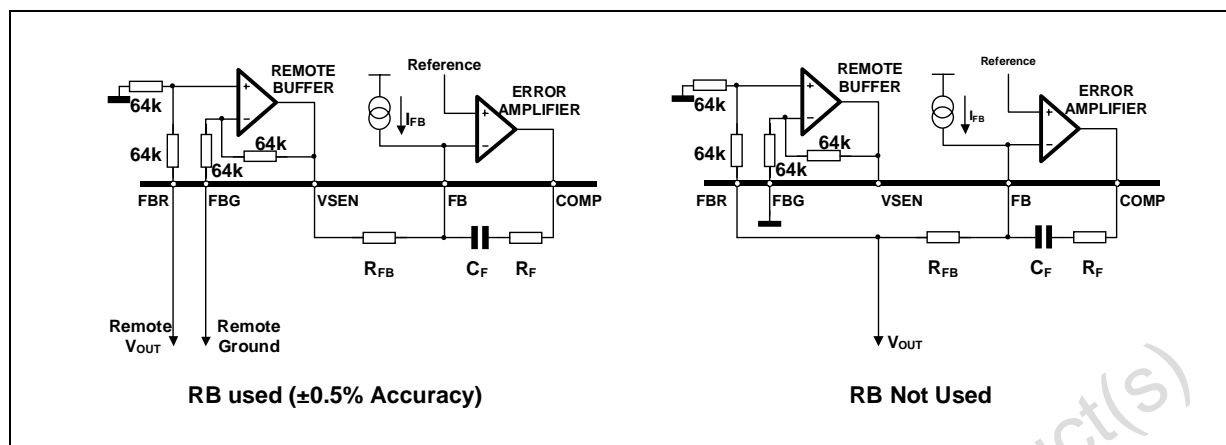 REMOTE
BUFFER
Reference
ERROR
AMPLIFIER
64k
64k
64k
64k
IFB
FBR
FBG
VSEN
FB
COMP
RFB
CF
RF
Remote
VOUT
Remote
Ground
RB used (±0.5% Accuracy)
REMOTE
BUFFER
Reference
ERROR
AMPLIFIER
64k
64k
64k
64k
IFB
FBR
FBG
VSEN
FB
COMP
RFB
CF
RF
VOUT
RB Not Used
uct(s)